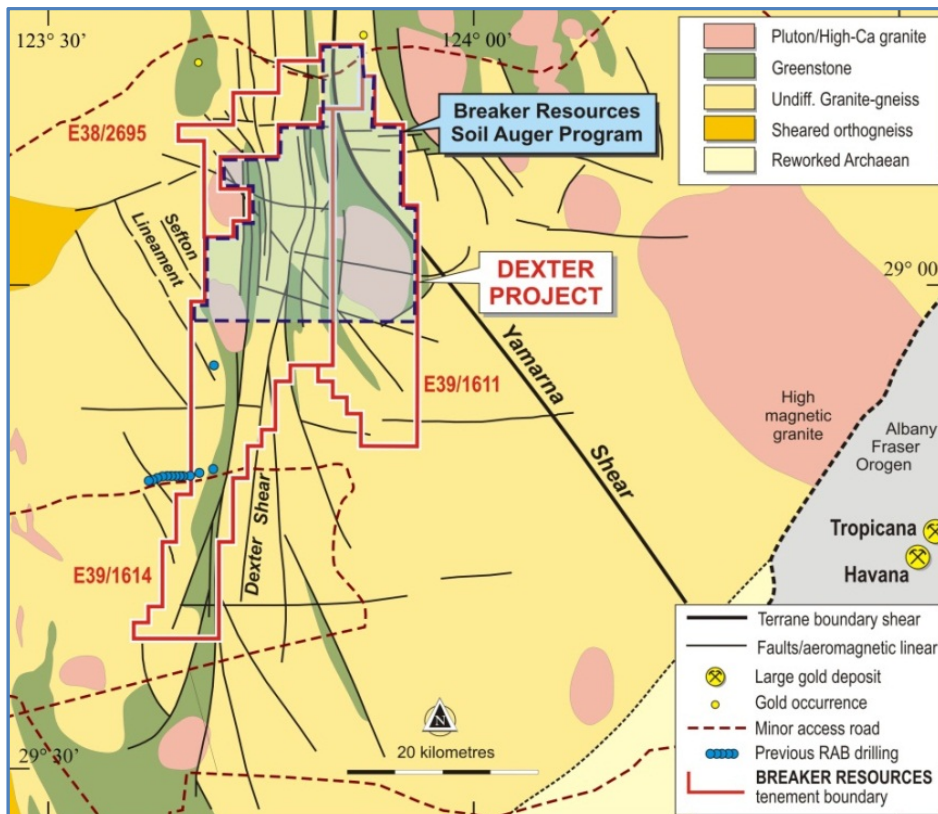 123° 30'
124° 00'
Pluton/High-Ca granite
Greenstone
Undiff. Granite-gneiss
Sheared orthogneiss
Reworked Archaean
Breaker Resources
Soil Auger Program
E38/2695
Sefton
Lineament
DEXTER
PROJECT
29° 00'
Yamarna
Shear
E39/1611
High
magnetic
granite
Albany
Fraser
Orogen
Tropicana
Havana
Dexter Shear
E39/1614
Terrane boundary shear
Faults/aeromagnetic linear
Large gold deposit
Gold occurrence
Minor access road
Previous RAB drilling
BREAKER RESOURCES
tenement boundary
N
20 kilometres
29° 30'